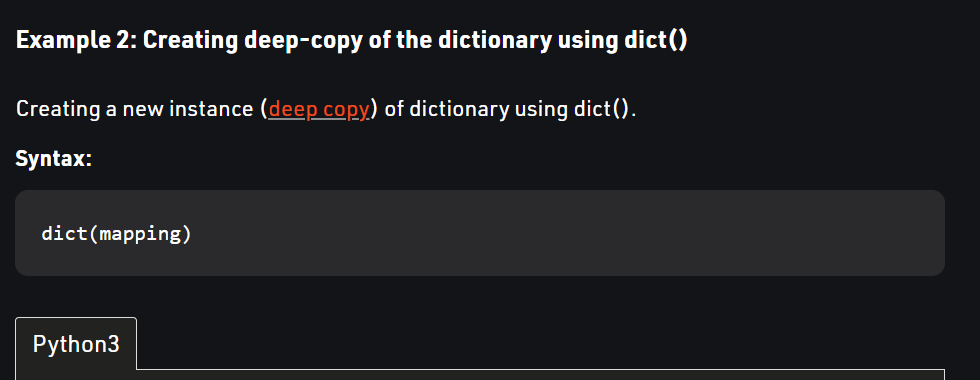 Example 2: Creating deep-copy of the dictionary using dict()
Creating a new instance (deep copy) of dictionary using dict().
Syntax:
dict(mapping)
Python3